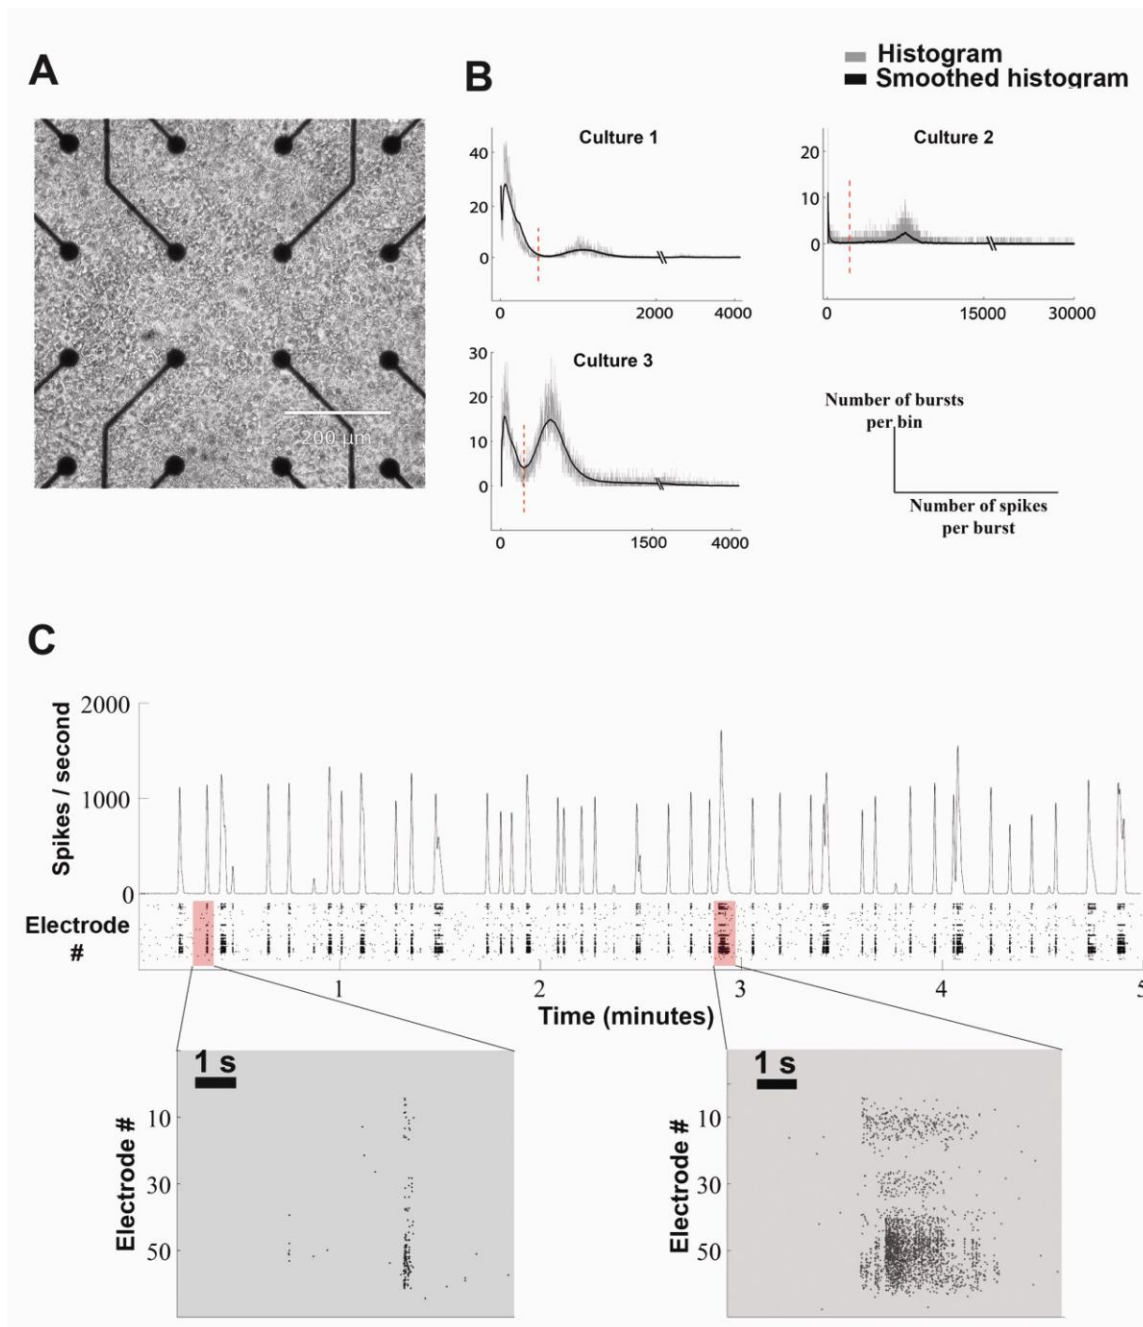 A
200 µm
B
Histogram
Smoothed histogram
Culture 1
40
20
0
0
2000
4000
Culture 2
25
10
0
0
15000
30000
Culture 3
30
20
10
0
0
1500
4000
Number of bursts
per bin
Number of spikes
per burst
C
Spikes / second
2000
1000
0
Electrode
#
1
2
3
4
5
Time (minutes)
1 s
Electrode #
10
30
50
1 s
Electrode #
10
30
50